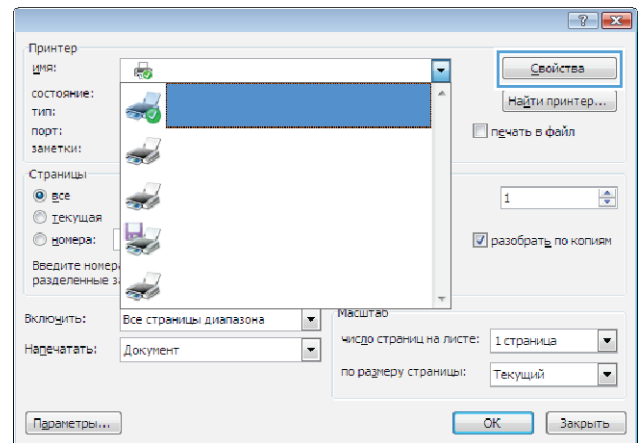 Принтер
имя:
Свойства
состояние:
Найти принтер...
тип:
порт:
печать в файл
заметки:
Страницы
все
1
текущая
номера:
разобрать по копиям
Введите
разделенные
Включить: Все страницы диапазона
Масштаб
число страниц на листе: 1 страница
Напечатать: Документ
по размеру страницы: Текущий
Параметры...
ОК
Закрыть